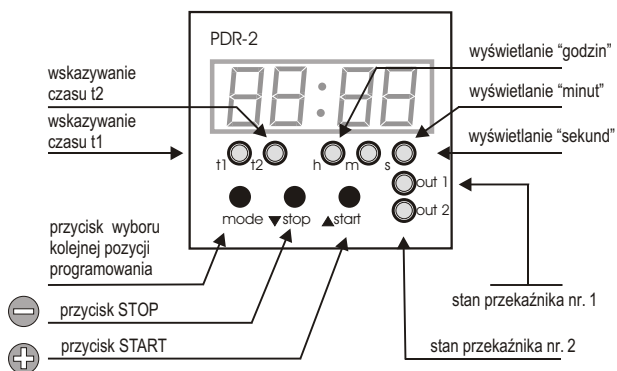 PDR-2
wskazywanie
czasu t2
wskazywanie
czasu t1
wyświetlanie “godzin”
wyświetlanie “minut”
wyświetlanie “sekund”
88:88
t1 t2 h m s
out 1
out 2
mode ▼stop ▲start
przycisk wyboru
kolejnej pozycji
programowania
przycisk STOP
przycisk START
stan przekaźnika nr. 1
stan przekaźnika nr. 2